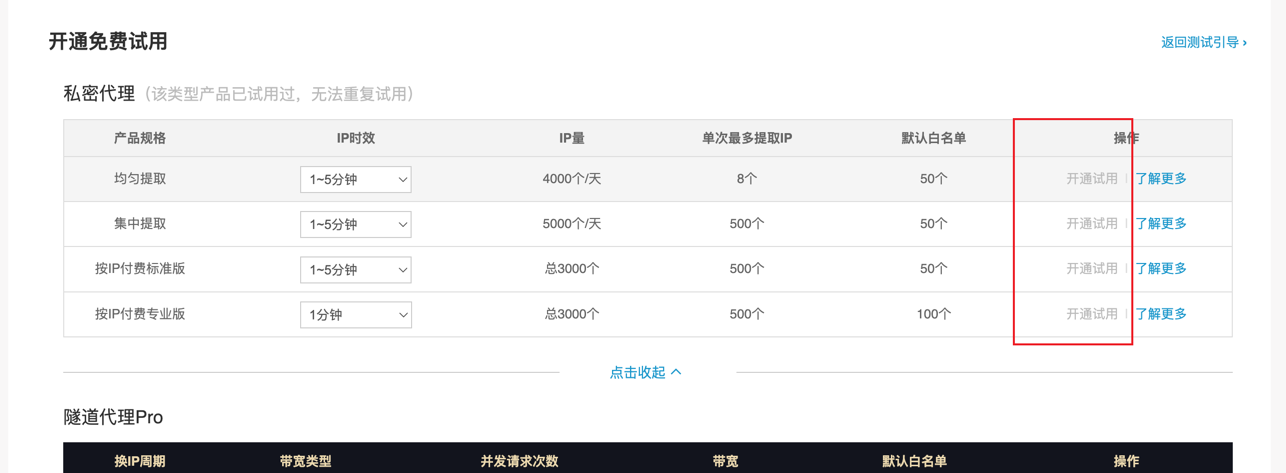 开通免费试用 返回测试引导 ›
私密代理（该类型产品已试用过，无法重复试用）
产品规格 IP时效 IP量 单次最多提取IP 默认白名单 操作
均匀提取 1~5分钟 4000个/天 8个 50个 开通试用 | 了解更多
集中提取 1~5分钟 5000个/天 500个 50个 开通试用 | 了解更多
按IP付费标准版 1~5分钟 总3000个 500个 50个 开通试用 | 了解更多
按IP付费专业版 1分钟 总3000个 500个 100个 开通试用 | 了解更多
点击收起
隧道代理Pro
换IP周期 带宽类型 并发请求次数 带宽 默认白名单 操作